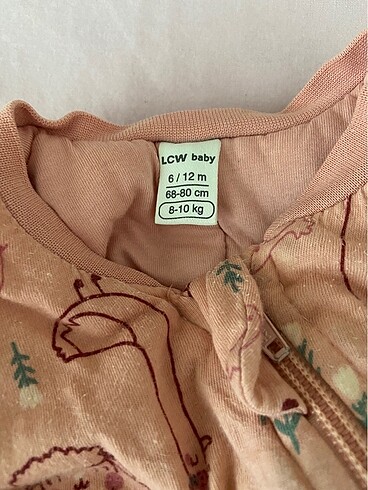 LCW baby
6 / 12 m
68-80 cm
8-10 kg